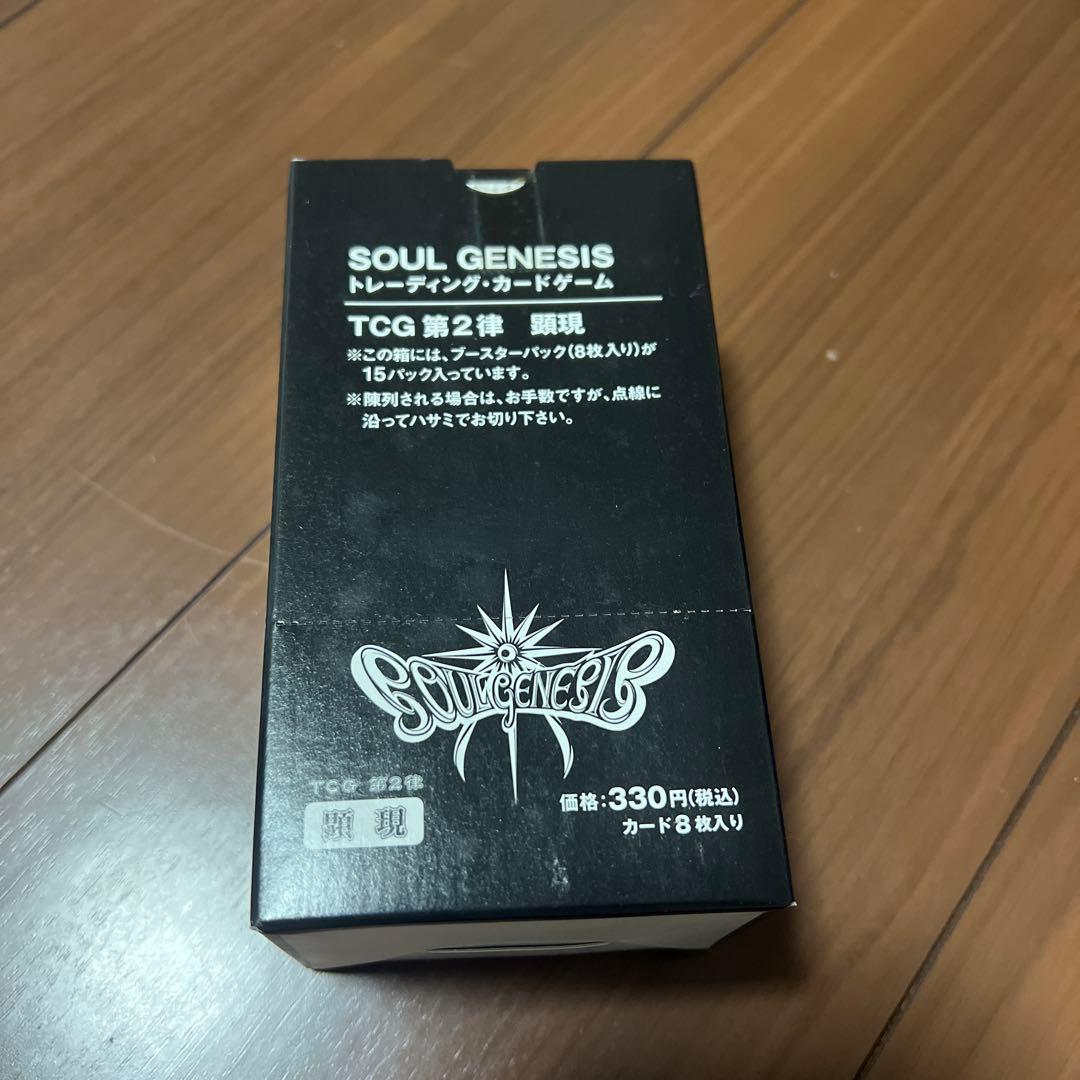 SOUL GENESIS
トレーディング・カードゲーム
TCG 第2律 顕現
※この箱には、ブースターパック(8枚入り)が
15パック入っています。
※陳列される場合は、お手数ですが、点線に
沿ってハサミでお切り下さい。
SOUL GENESIS
TCG 第2律
顕現
価格:330円(税込)
カード8枚入り